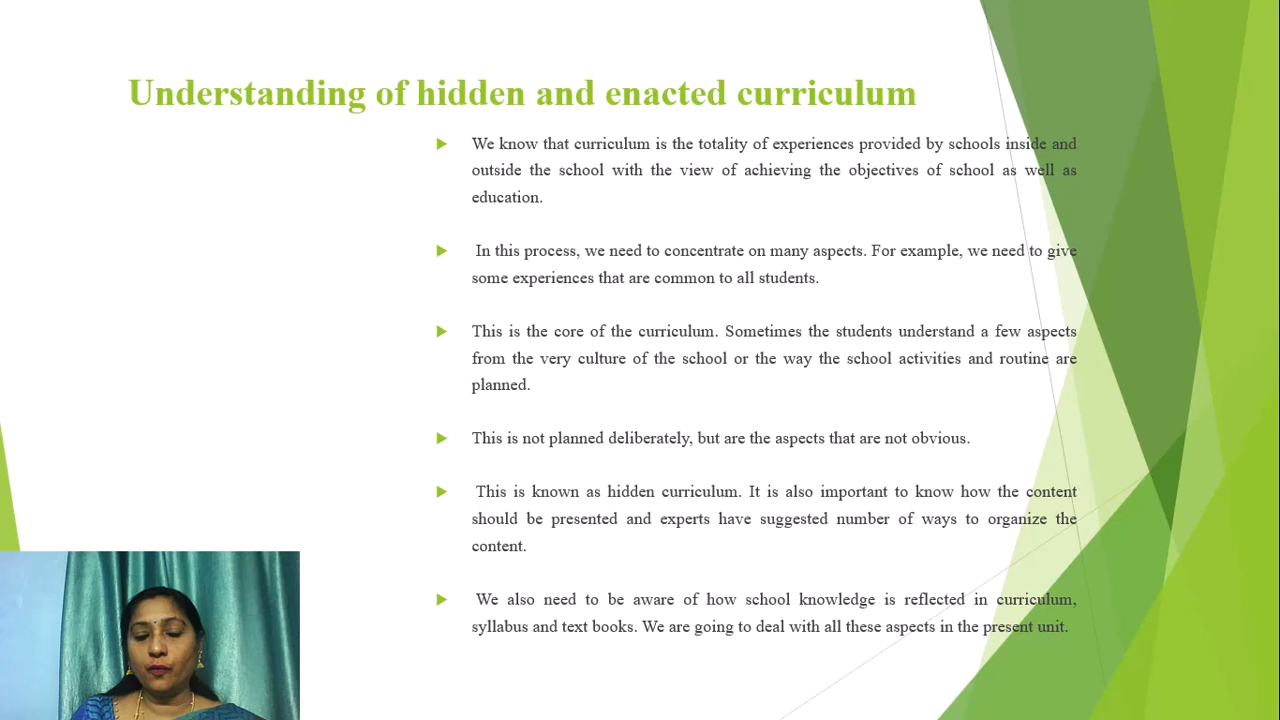 Understanding of hidden and enacted curriculum
We know that curriculum is the totality of experiences provided by schools inside and
outside the school with the view of achieving the objectives of school as well as
education.
In this process, we need to concentrate on many aspects. For example, we need to give
some experiences that are common to all students.
This is the core of the curriculum. Sometimes the students understand a few aspects
from the very culture of the school or the way the school activities and routine are
planned.
This is not planned deliberately, but are the aspects that are not obvious.
This is known as hidden curriculum. It is also important to know how the content
should be presented and experts have suggested number of ways to organize the
content.
We also need to be aware of how school knowledge is reflected in curriculum,
syllabus and text books. We are going to deal with all these aspects in the present unit.